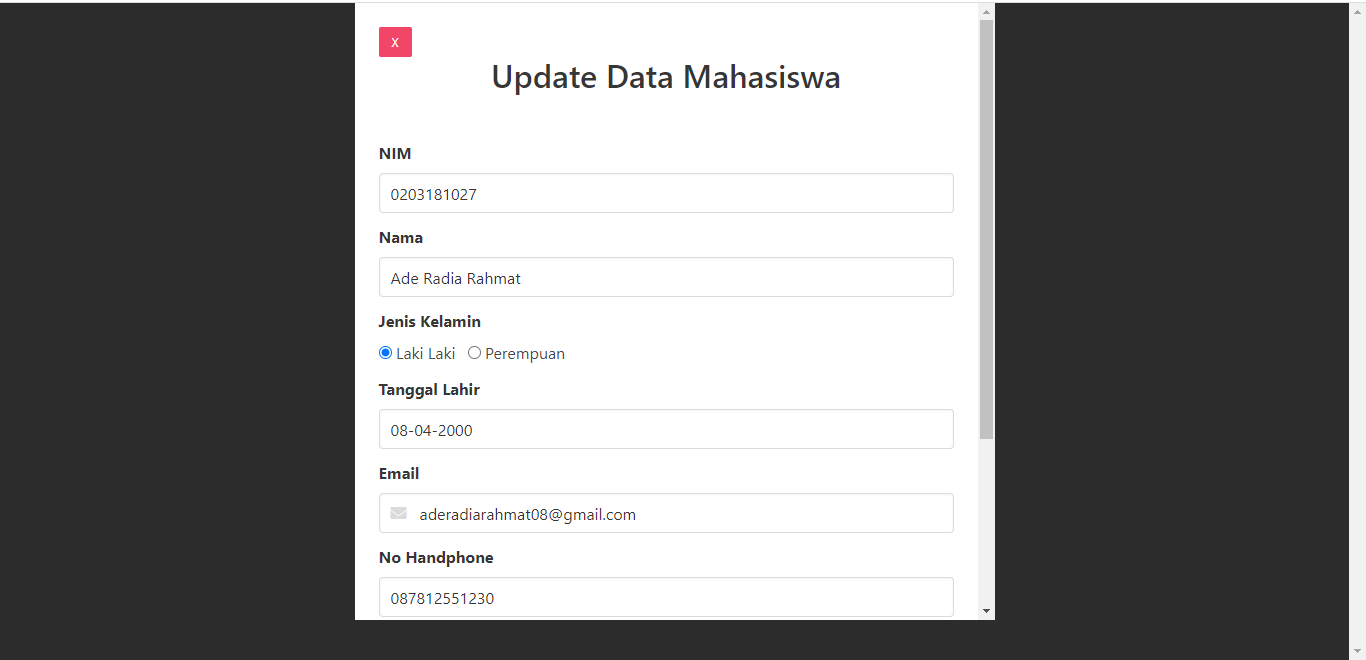 X
Update Data Mahasiswa
NIM
0203181027
Nama
Ade Radia Rahmat
Jenis Kelamin
Laki Laki Perempuan
Tanggal Lahir
08-04-2000
Email
aderadiarahmat08@gmail.com
No Handphone
087812551230